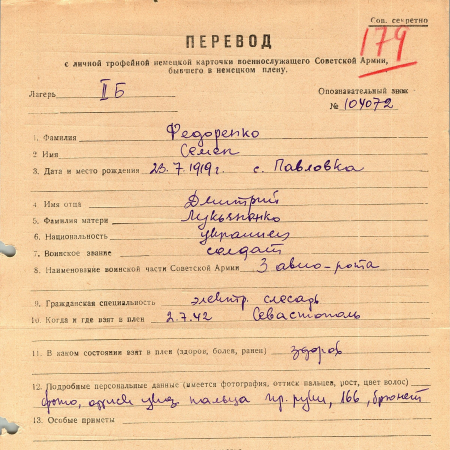 Сов. секретно
179
ПЕРЕВОД
с личной трофейной немецкой карточки военнослужащего Советской Армии,
бывшего в немецком плену.
Лагерь II Б Опознавательный знак
№ 104072
1. Фамилия Федоренко
2. Имя Семен
3. Дата и место рождения 23.7.1919 г. с. Павловка
4. Имя отца Дмитрий
5. Фамилия матери Лукьяненко
6. Национальность украинец
7. Воинское звание солдат
8. Наименование воинской части Советской Армии 3 авио-рота
9. Гражданская специальность электр. слесарь
10. Когда и где взят в плен 2.7.42 Севастополь
11. В каком состоянии взят в плен (здоров, болен, ранен) здоров
12. Подробные персональные данные (имеется фотография, оттиск пальцев, рост, цвет волос)
фото, оттиск указ. пальца пр. руки, 166, брюнет
13. Особые приметы